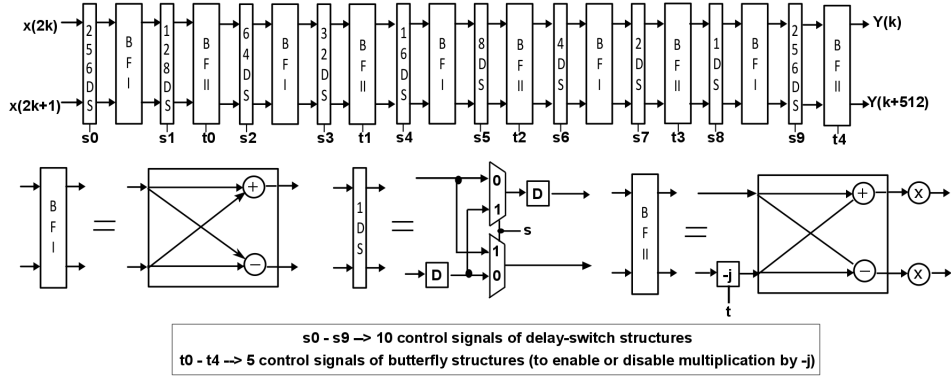 x(2k) 256DS BFI 128DS BFII 64DS BFI 32DS BFII 16DS BFI 8DS BFII 4DS BFI 2DS BFII 1DS BFI 256DS BFII Y(k)
x(2k+1) Y(k+512)
s0 s1 t0 s2 s3 t1 s4 s5 t2 s6 s7 t3 s8 s9 t4
BFI = + −
1DS = 0 1 D s 1 0 D
BFII = -j t + − X X
s0 - s9 --> 10 control signals of delay-switch structures
t0 - t4 --> 5 control signals of butterfly structures (to enable or disable multiplication by -j)